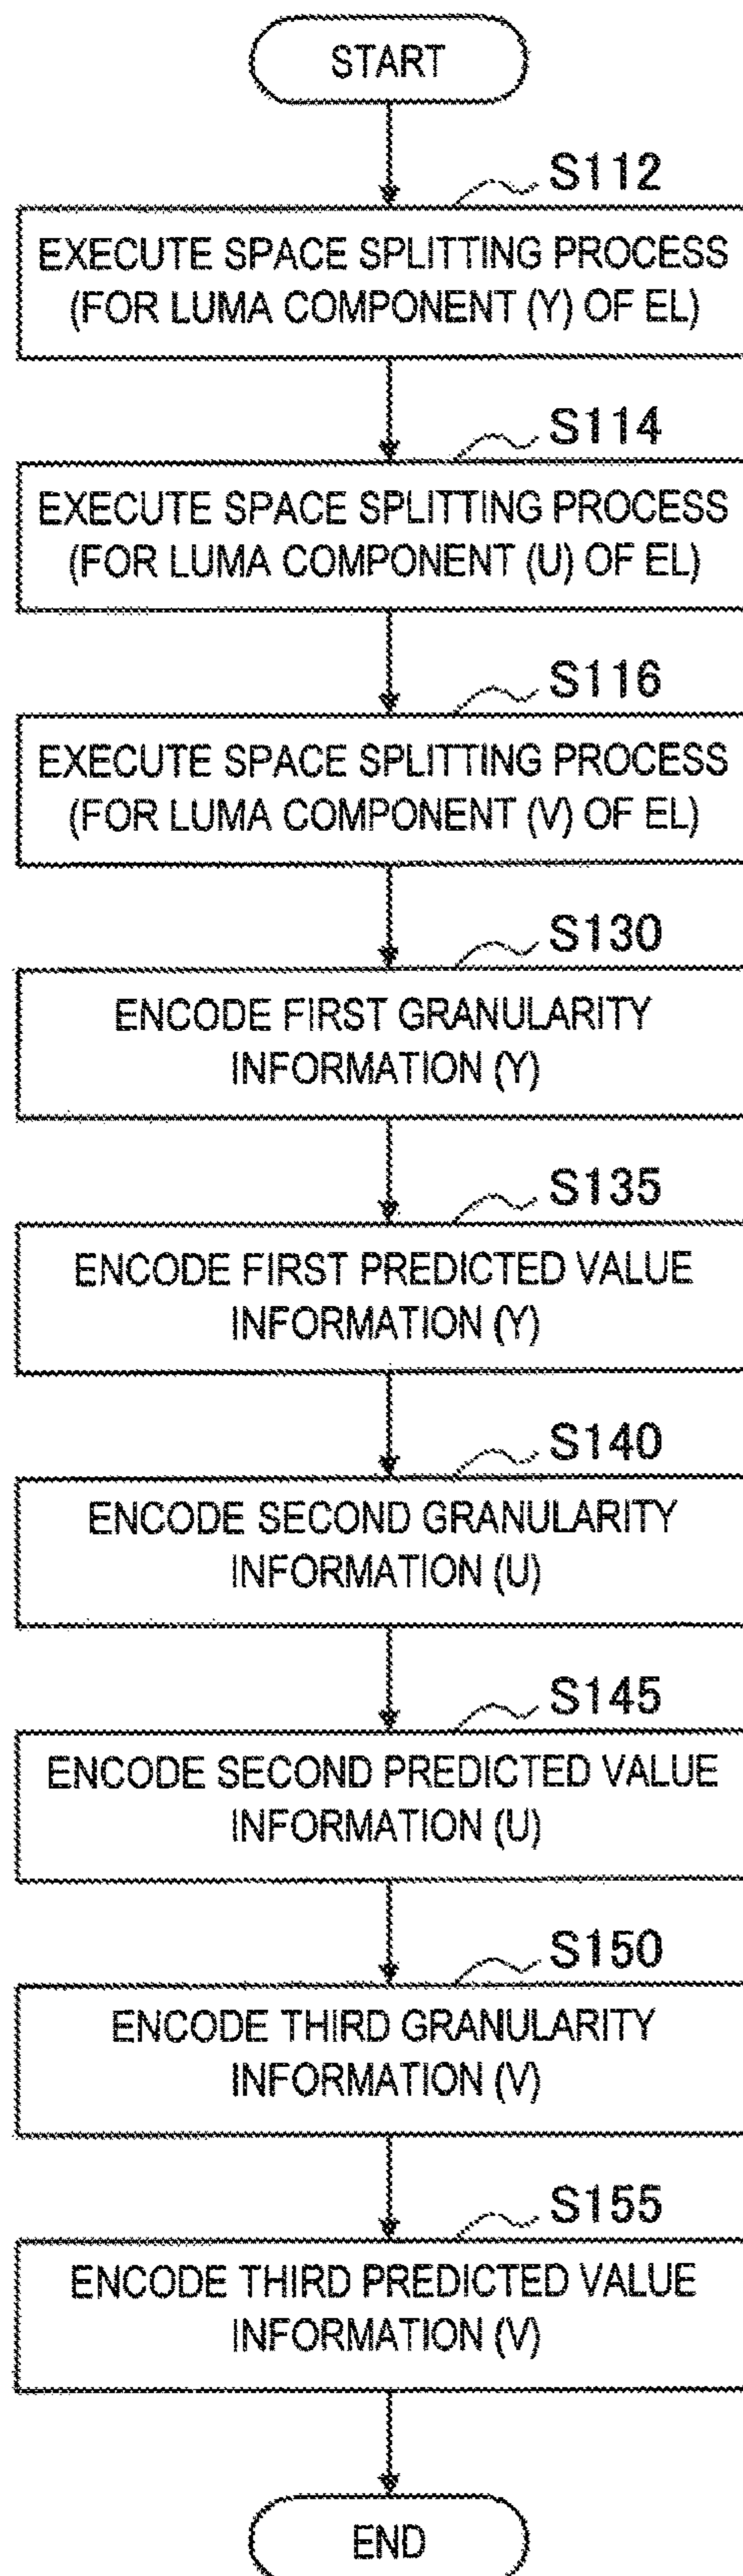 START
S112
EXECUTE SPACE SPLITTING PROCESS
(FOR LUMA COMPONENT (Y) OF EL)
S114
EXECUTE SPACE SPLITTING PROCESS
(FOR LUMA COMPONENT (U) OF EL)
S116
EXECUTE SPACE SPLITTING PROCESS
(FOR LUMA COMPONENT (V) OF EL)
S130
ENCODE FIRST GRANULARITY
INFORMATION (Y)
S135
ENCODE FIRST PREDICTED VALUE
INFORMATION (Y)
S140
ENCODE SECOND GRANULARITY
INFORMATION (U)
S145
ENCODE SECOND PREDICTED VALUE
INFORMATION (U)
S150
ENCODE THIRD GRANULARITY
INFORMATION (V)
S155
ENCODE THIRD PREDICTED VALUE
INFORMATION (V)
END